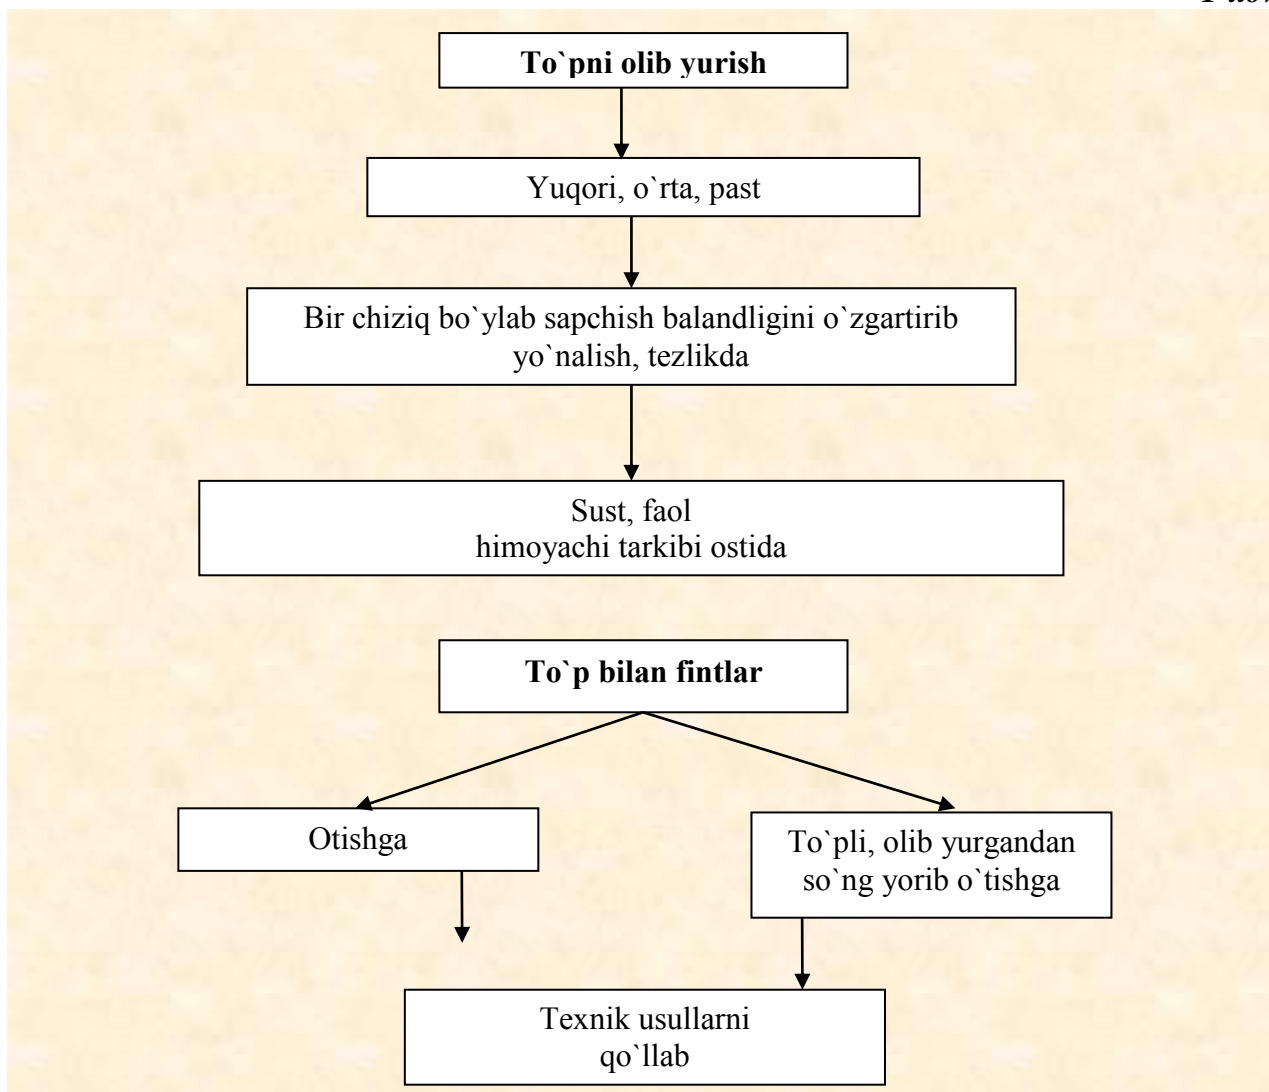 To`pni olib yurish
Yuqori, o`rta, past
Bir chiziq bo`ylab sapchish balandligini o`zgartirib
yo`nalish, tezlikda
Sust, faol
himoyachi tarkibi ostida
To`p bilan fintlar
Otishga
To`pli, olib yurgandan
so`ng yorib o`tishga
Texnik usullarni
qo`llab